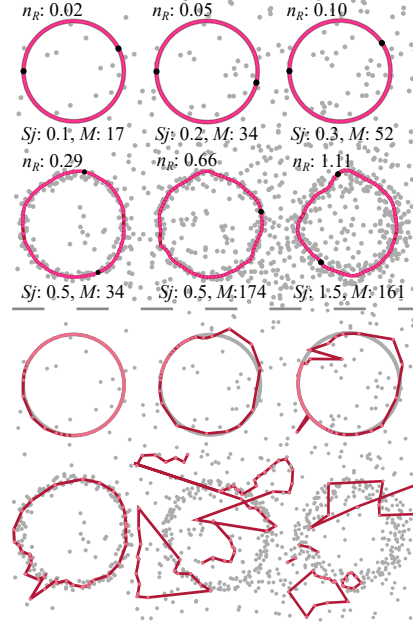 n_R: 0.02 n_R: 0.05 n_R: 0.10
Sj: 0.1, M: 17 Sj: 0.2, M: 34 Sj: 0.3, M: 52
n_R: 0.29 n_R: 0.66 n_R: 1.11
Sj: 0.5, M: 34 Sj: 0.5, M:174 Sj: 1.5, M: 161